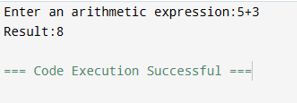 Enter an arithmetic expression:5+3
Result:8
=== Code Execution Successful ===